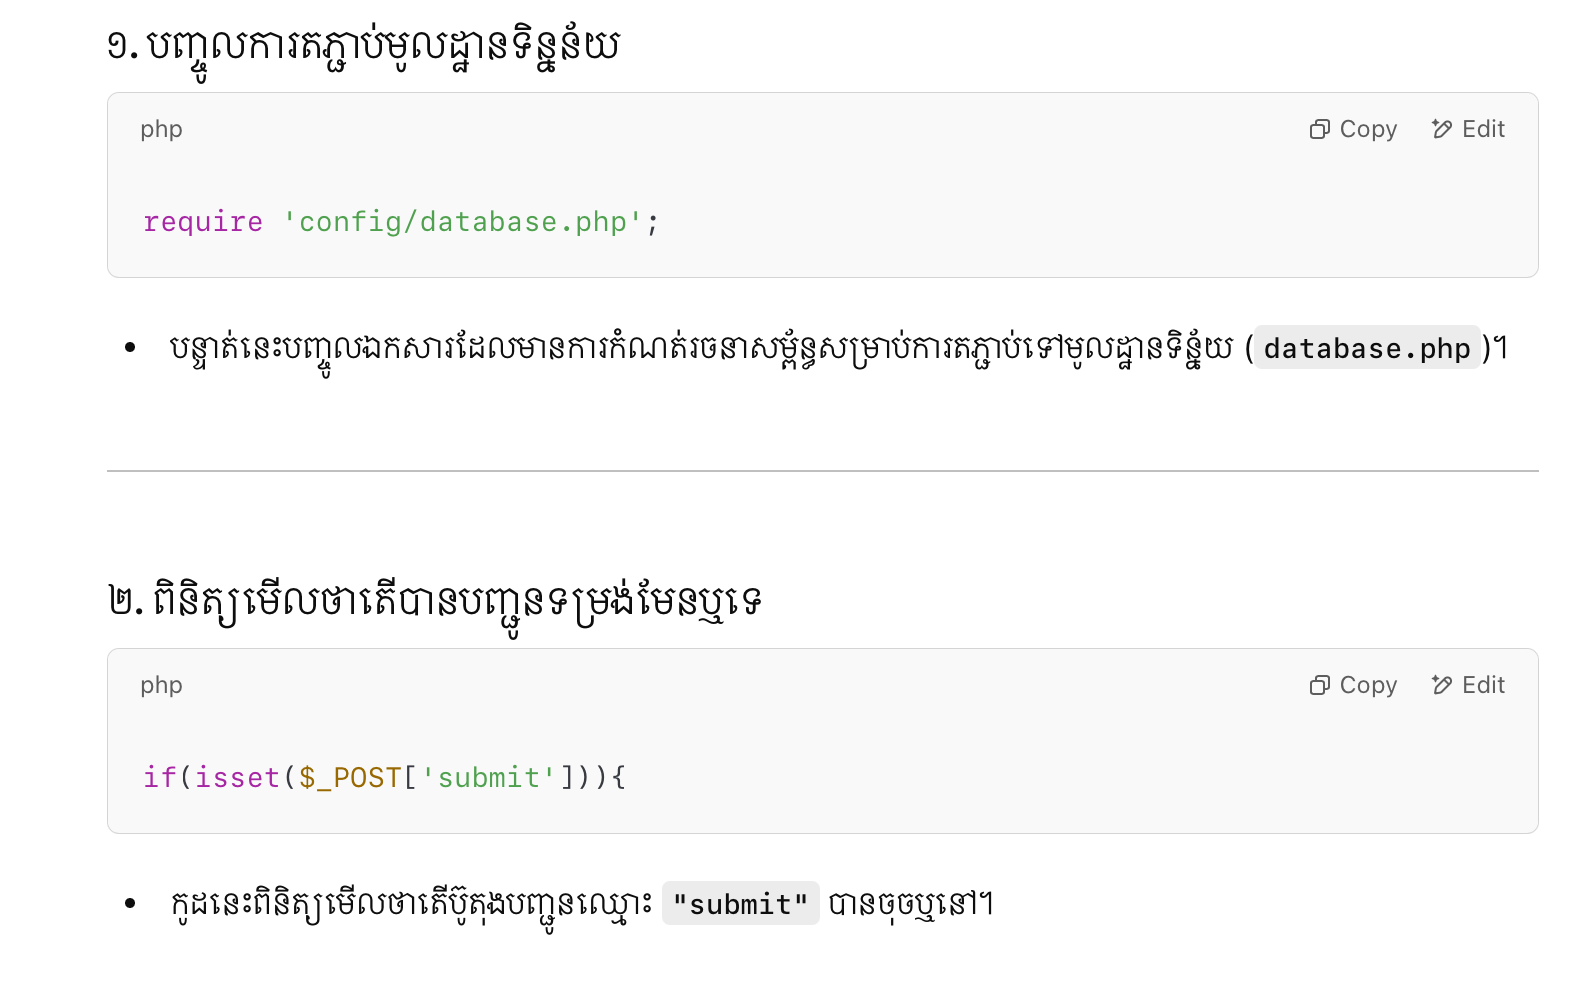 ១. បញ្ចូលការតភ្ជាប់មូលដ្ឋានទិន្នន័យ
php
Copy
Edit
require 'config/database.php';
• បន្ទាត់នេះបញ្ចូលឯកសារដែលមានការកំណត់រចនាសម្ព័ន្ធសម្រាប់ការតភ្ជាប់ទៅមូលដ្ឋានទិន្ន័យ (database.php)។
២. ពិនិត្យមើលថាតើបានបញ្ជូនទម្រង់មែនឬទេ
php
Copy
Edit
if(isset($_POST['submit'])){
• កូដនេះពិនិត្យមើលថាតើប៊ូតុងបញ្ជូនឈ្មោះ "submit" បានចុចឬនៅ។